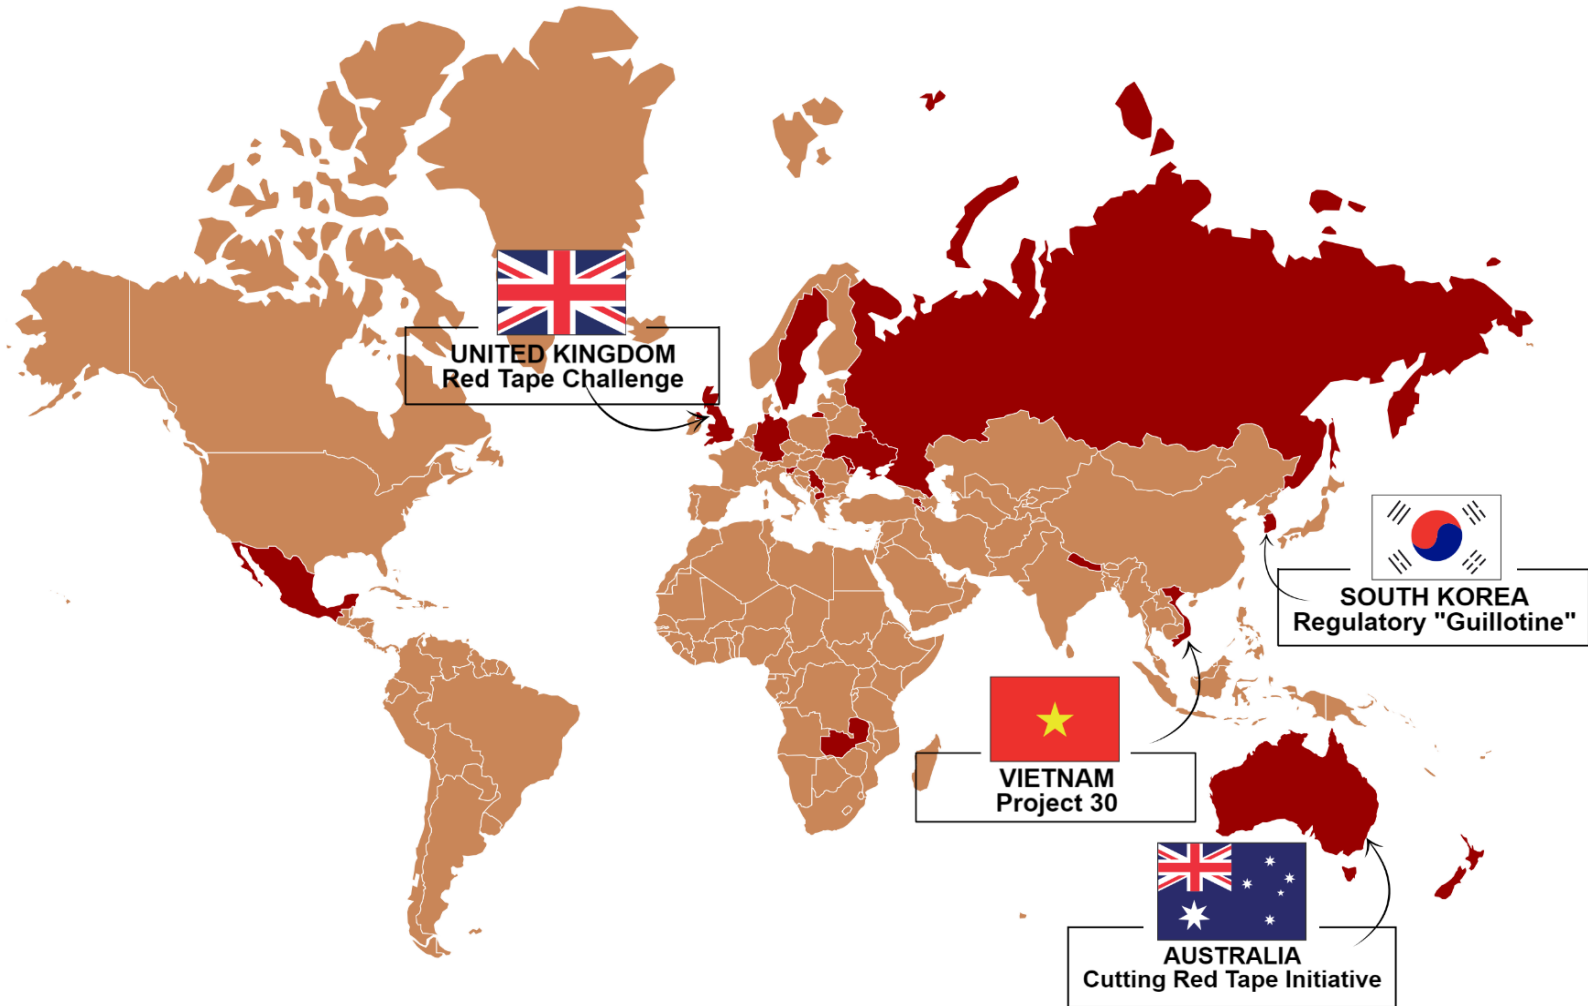 UNITED KINGDOM
Red Tape Challenge
SOUTH KOREA
Regulatory "Guillotine"
VIETNAM
Project 30
AUSTRALIA
Cutting Red Tape Initiative